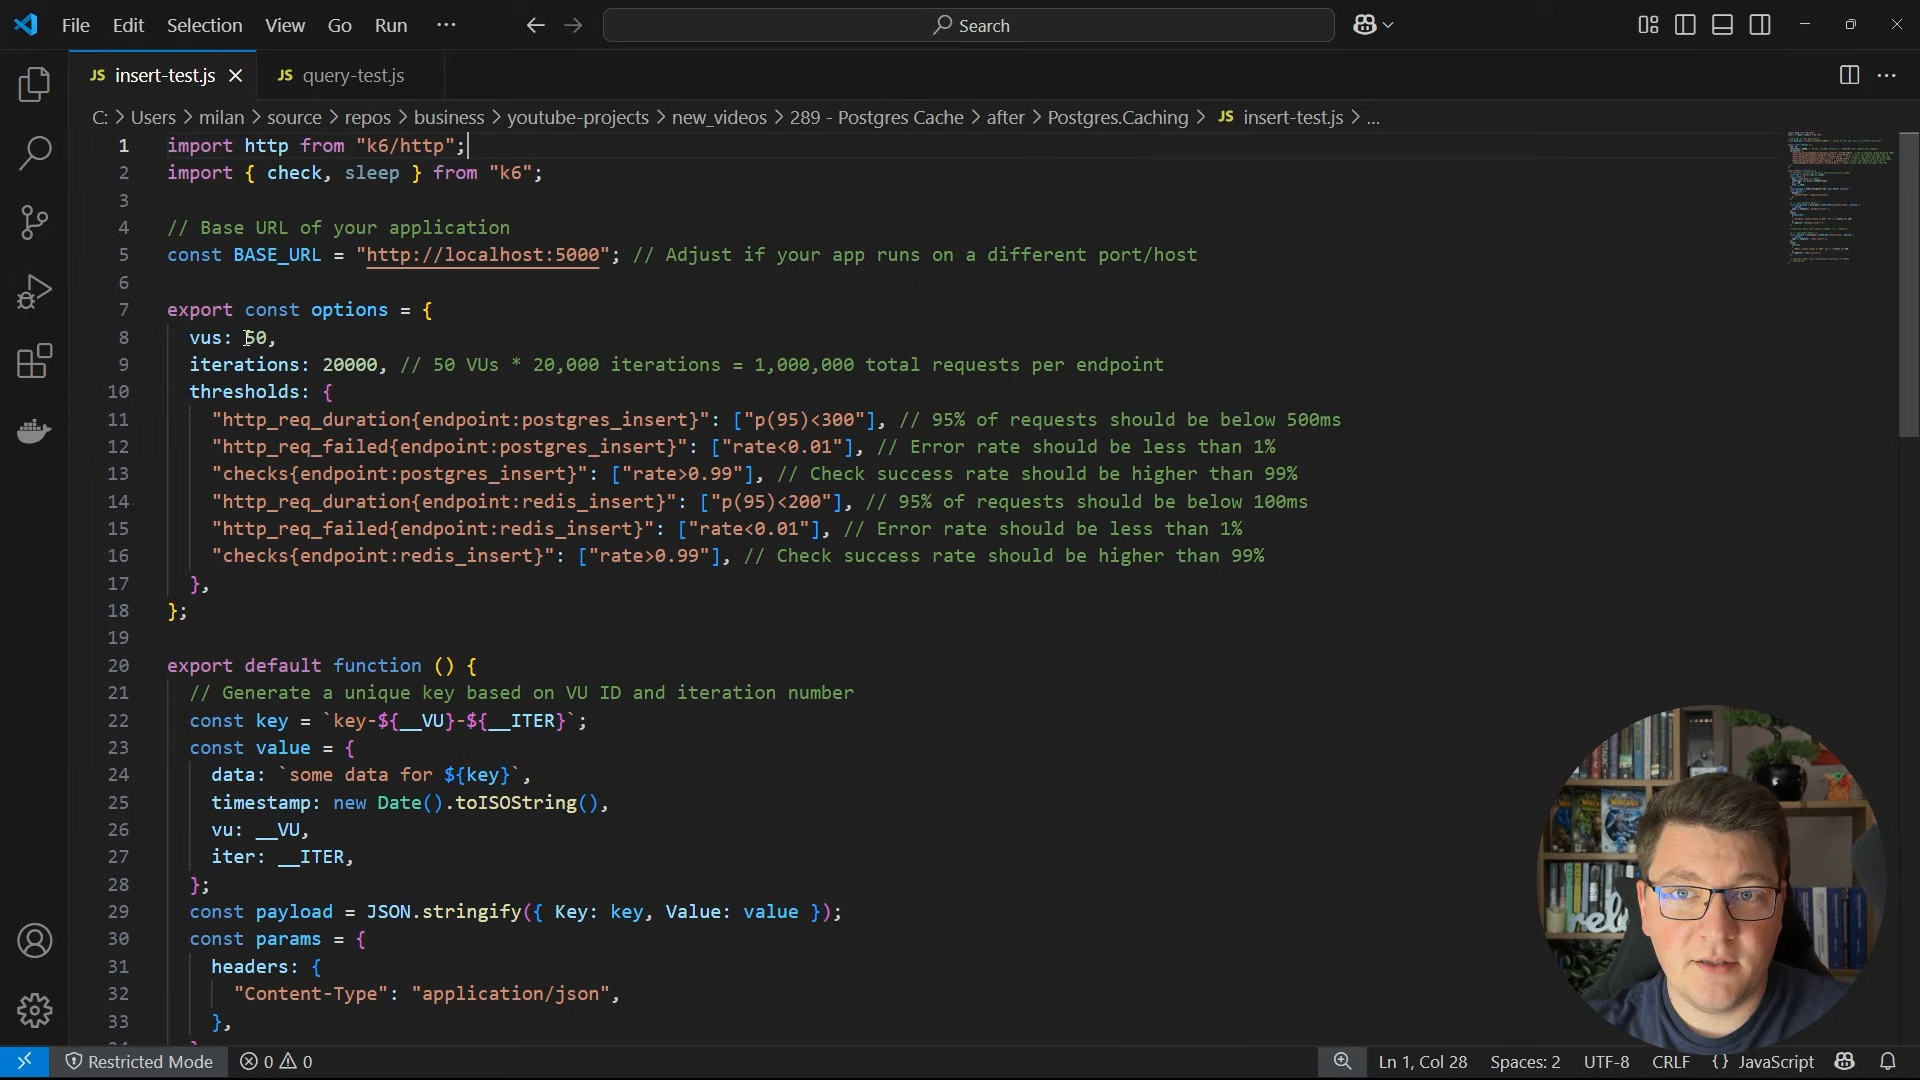 File Edit Selection View Go Run ··· Search
JS insert-test.js JS query-test.js
C: > Users > milan > source > repos > business > youtube-projects > new_videos > 289 - Postgres Cache > after > Postgres.Caching > JS insert-test.js > ...
1 import http from "k6/http";
2 import { check, sleep } from "k6";
3
4 // Base URL of your application
5 const BASE_URL = "http://localhost:5000"; // Adjust if your app runs on a different port/host
6
7 export const options = {
8 vus: 50,
9 iterations: 20000, // 50 VUs * 20,000 iterations = 1,000,000 total requests per endpoint
10 thresholds: {
11 "http_req_duration{endpoint:postgres_insert}": ["p(95)<300"], // 95% of requests should be below 500ms
12 "http_req_failed{endpoint:postgres_insert}": ["rate<0.01"], // Error rate should be less than 1%
13 "checks{endpoint:postgres_insert}": ["rate>0.99"], // Check success rate should be higher than 99%
14 "http_req_duration{endpoint:redis_insert}": ["p(95)<200"], // 95% of requests should be below 100ms
15 "http_req_failed{endpoint:redis_insert}": ["rate<0.01"], // Error rate should be less than 1%
16 "checks{endpoint:redis_insert}": ["rate>0.99"], // Check success rate should be higher than 99%
17 },
18 };
19
20 export default function () {
21 // Generate a unique key based on VU ID and iteration number
22 const key = `key-${__VU}-${__ITER}`;
23 const value = {
24 data: `some data for ${key}`,
25 timestamp: new Date().toISOString(),
26 vu: __VU,
27 iter: __ITER,
28 };
29 const payload = JSON.stringify({ Key: key, Value: value });
30 const params = {
31 headers: {
32 "Content-Type": "application/json",
33 },
Restricted Mode 0 0 Ln 1, Col 28 Spaces: 2 UTF-8 CRLF {} JavaScript